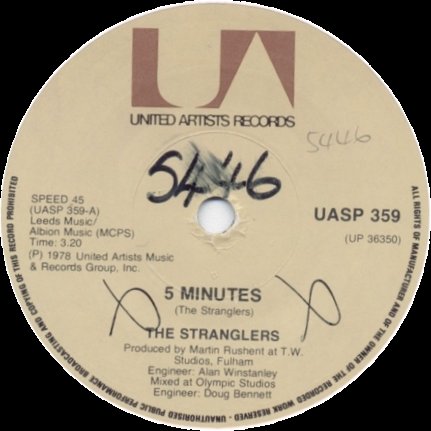 UA
UNITED ARTISTS RECORDS
5446
5446
SPEED 45
(UASP 359-A)
Leeds Music/
Albion Music (MCPS)
Time: 3.20
(P) 1978 United Artists Music
& Records Group, Inc.
UASP 359
(UP 36350)
5 MINUTES
(The Stranglers)
THE STRANGLERS
Produced by Martin Rushent at T.W.
Studios, Fulham
Engineer: Alan Winstanley
Mixed at Olympic Studios
Engineer: Doug Bennett
ALL RIGHTS OF MANUFACTURER AND OF THE OWNER OF THE RECORDED WORK RESERVED - UNAUTHORISED PUBLIC PERFORMANCE BROADCASTING AND COPYING OF THIS RECORD PROHIBITED